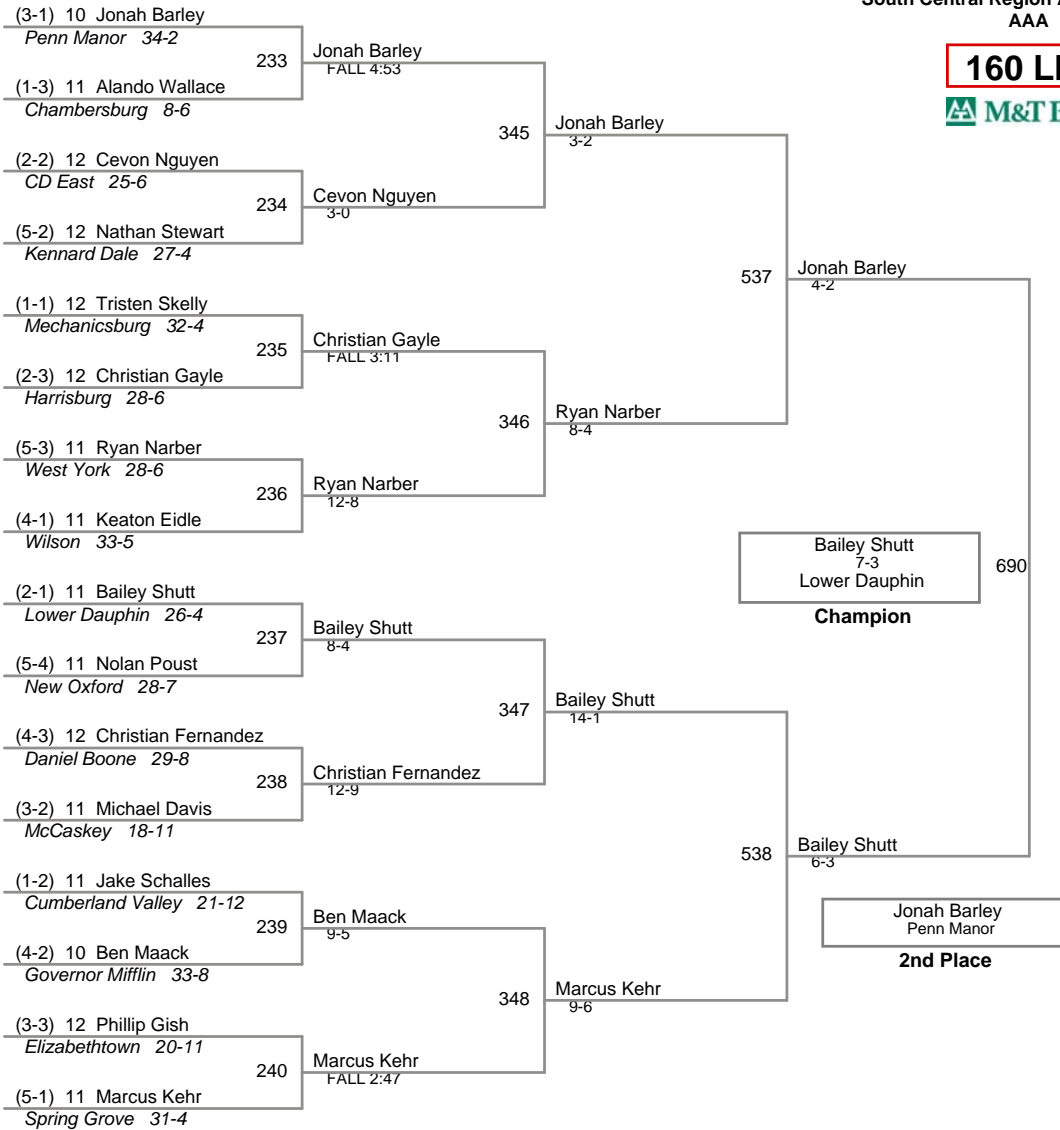 South Central Region
AAA
160
M&T
(3-1) 10 Jonah Barley
Penn Manor 34-2
233
Jonah Barley
FALL 4:53
(1-3) 11 Alando Wallace
Chambersburg 8-6
345
Jonah Barley
3-2
(2-2) 12 Cevon Nguyen
CD East 25-6
234
Cevon Nguyen
3-0
(5-2) 12 Nathan Stewart
Kennard Dale 27-4
537
Jonah Barley
4-2
(1-1) 12 Tristen Skelly
Mechanicsburg 32-4
235
Christian Gayle
FALL 3:11
(2-3) 12 Christian Gayle
Harrisburg 28-6
346
Ryan Narber
8-4
(5-3) 11 Ryan Narber
West York 28-6
236
Ryan Narber
12-8
(4-1) 11 Keaton Eidle
Wilson 33-5
Bailey Shutt
7-3
Lower Dauphin
690
Champion
(2-1) 11 Bailey Shutt
Lower Dauphin 26-4
237
Bailey Shutt
8-4
(5-4) 11 Nolan Poust
New Oxford 28-7
347
Bailey Shutt
14-1
(4-3) 12 Christian Fernandez
Daniel Boone 29-8
238
Christian Fernandez
12-9
(3-2) 11 Michael Davis
McCaskey 18-11
538
Bailey Shutt
6-3
(1-2) 11 Jake Schalles
Cumberland Valley 21-12
239
Ben Maack
9-5
Jonah Barley
Penn Manor
2nd Place
(4-2) 10 Ben Maack
Governor Mifflin 33-8
348
Marcus Kehr
9-6
(3-3) 12 Phillip Gish
Elizabethtown 20-11
240
Marcus Kehr
FALL 2:47
(5-1) 11 Marcus Kehr
Spring Grove 31-4